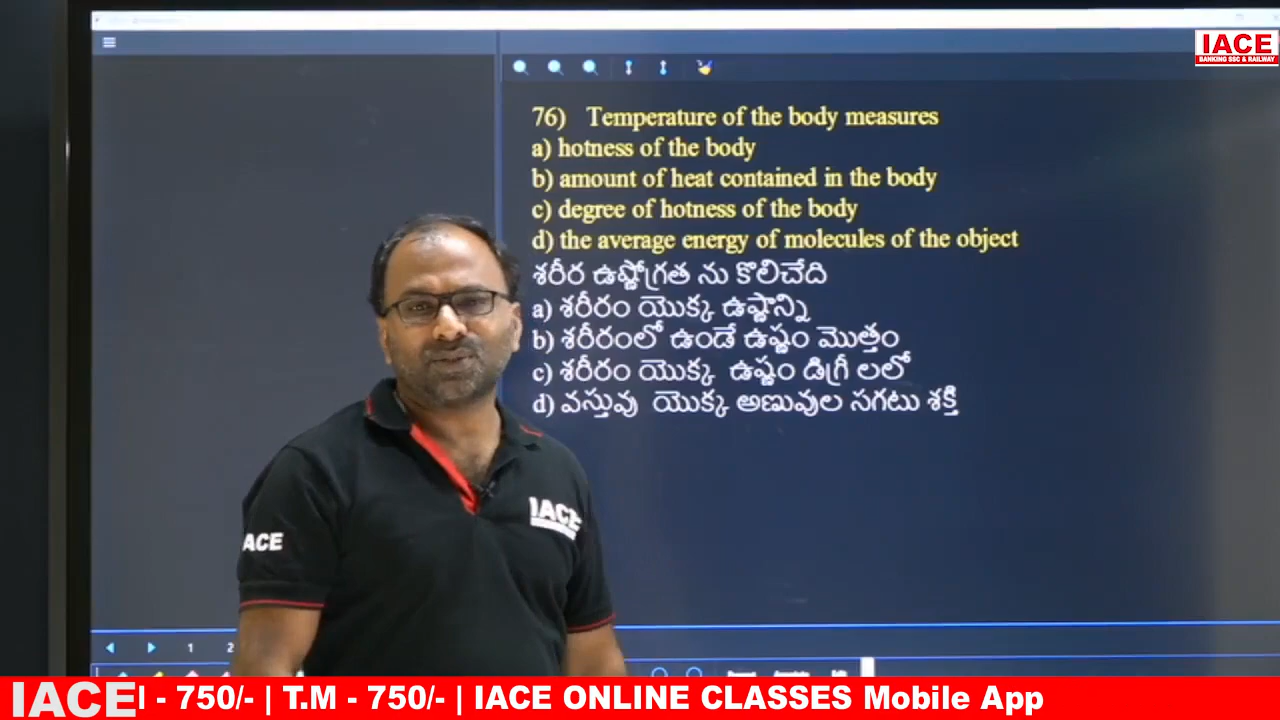 IACE
BANKING SSC & RAILWAY
76) Temperature of the body measures
a) hotness of the body
b) amount of heat contained in the body
c) degree of hotness of the body
d) the average energy of molecules of the object
శరీర ఉష్ణోగ్రత ను కొలిచేది
a) శరీరం యొక్క ఉష్ణాన్ని
b) శరీరంలో ఉండే ఉష్ణం మొత్తం
c) శరీరం యొక్క ఉష్ణం డిగ్రీ లలో
d) వస్తువు యొక్క అణువుల సగటు శక్తి
IACE
IACE
1 2
IACE I - 750/- | T.M - 750/- | IACE ONLINE CLASSES Mobile App